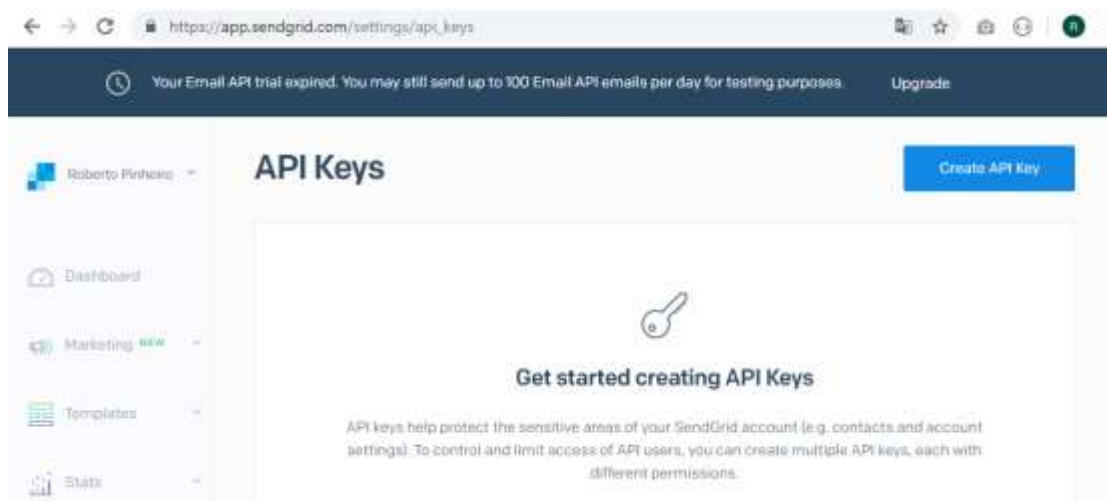 https://app.sendgrid.com/settings/api_keys
R
Your Email API trial expired. You may still send up to 100 Email API emails per day for testing purposes. Upgrade
Roberto Pinheiro
API Keys
Create API Key
Dashboard
Marketing NEW
Templates
Stats
Get started creating API Keys
API keys help protect the sensitive areas of your SendGrid account (e.g. contacts and account
settings). To control and limit access of API users, you can create multiple API keys, each with
different permissions.